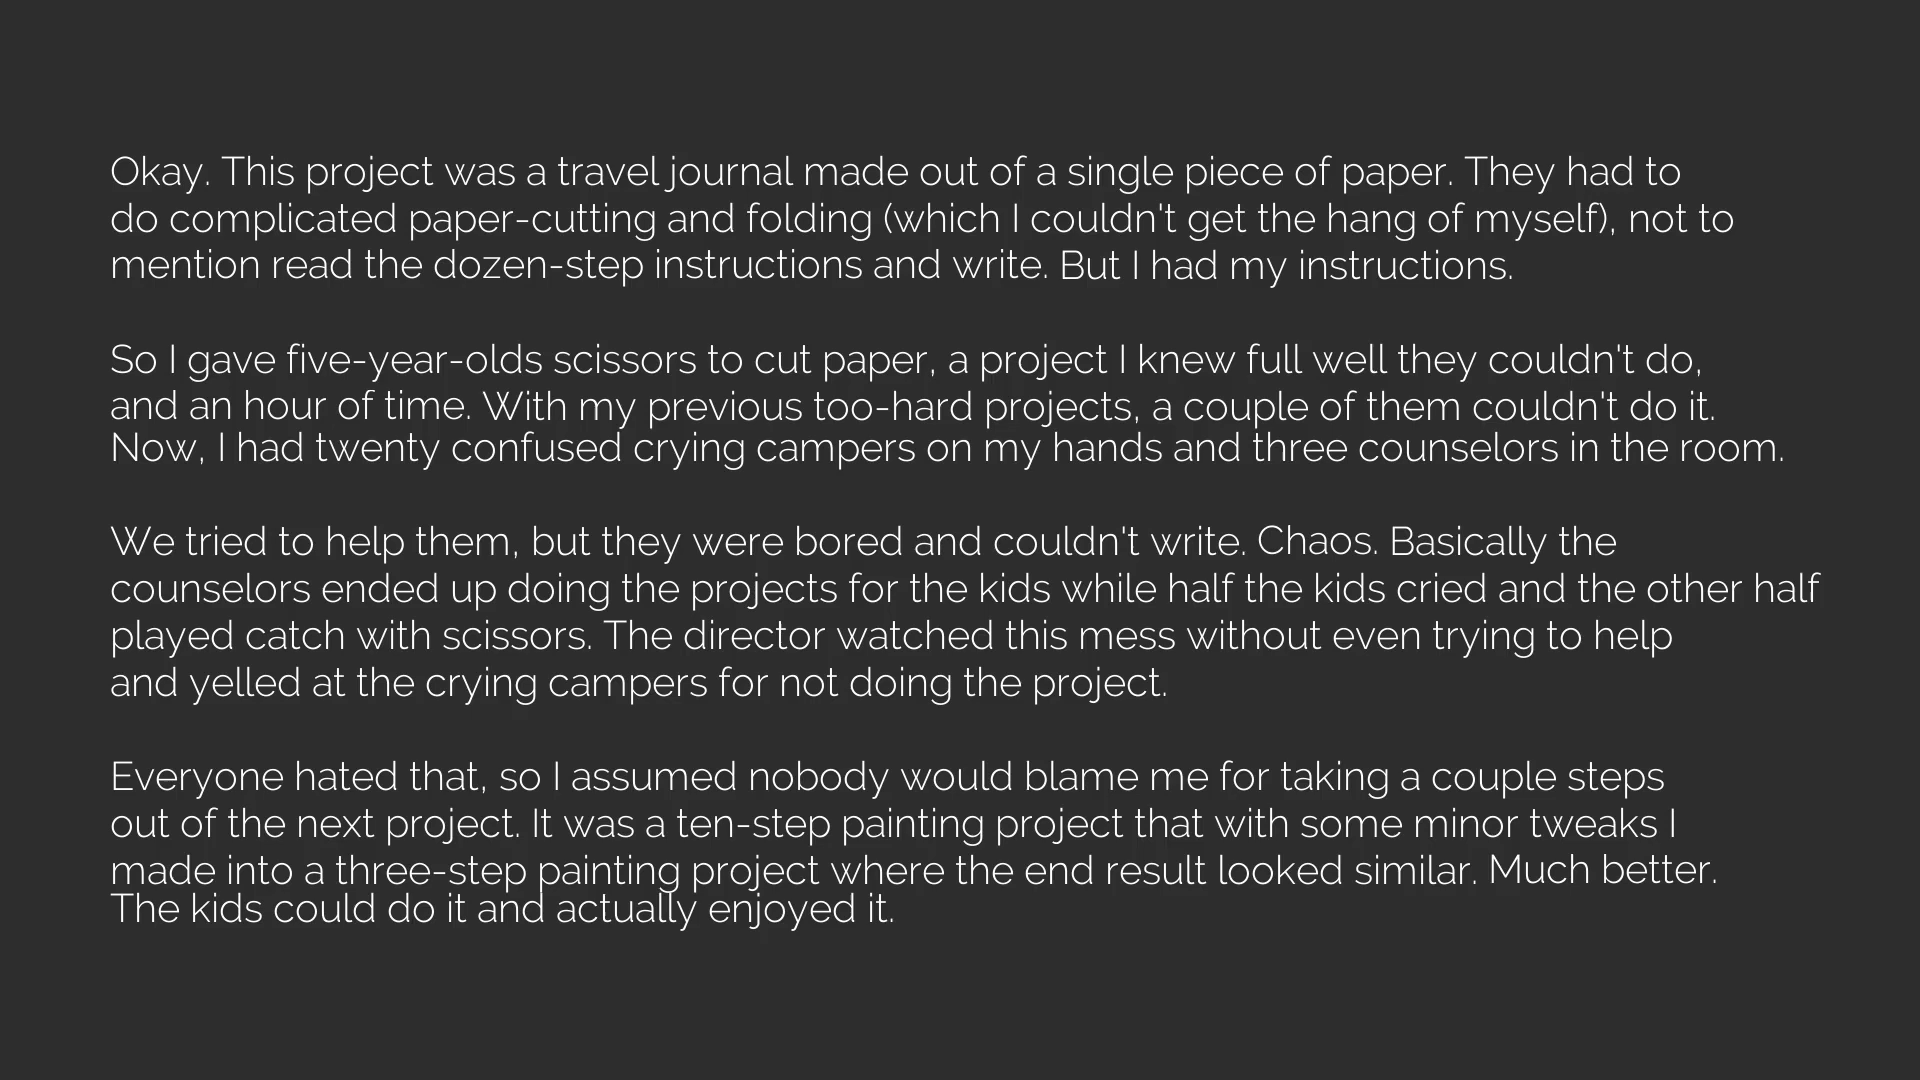 Okay. This project was a travel journal made out of a single piece of paper. They had to
do complicated paper-cutting and folding (which I couldn't get the hang of myself), not to
mention read the dozen-step instructions and write. But I had my instructions.
So I gave five-year-olds scissors to cut paper, a project I knew full well they couldn't do,
and an hour of time. With my previous too-hard projects, a couple of them couldn't do it.
Now, I had twenty confused crying campers on my hands and three counselors in the room.
We tried to help them, but they were bored and couldn't write. Chaos. Basically the
counselors ended up doing the projects for the kids while half the kids cried and the other half
played catch with scissors. The director watched this mess without even trying to help
and yelled at the crying campers for not doing the project.
Everyone hated that, so I assumed nobody would blame me for taking a couple steps
out of the next project. It was a ten-step painting project that with some minor tweaks I
made into a three-step painting project where the end result looked similar. Much better.
The kids could do it and actually enjoyed it.